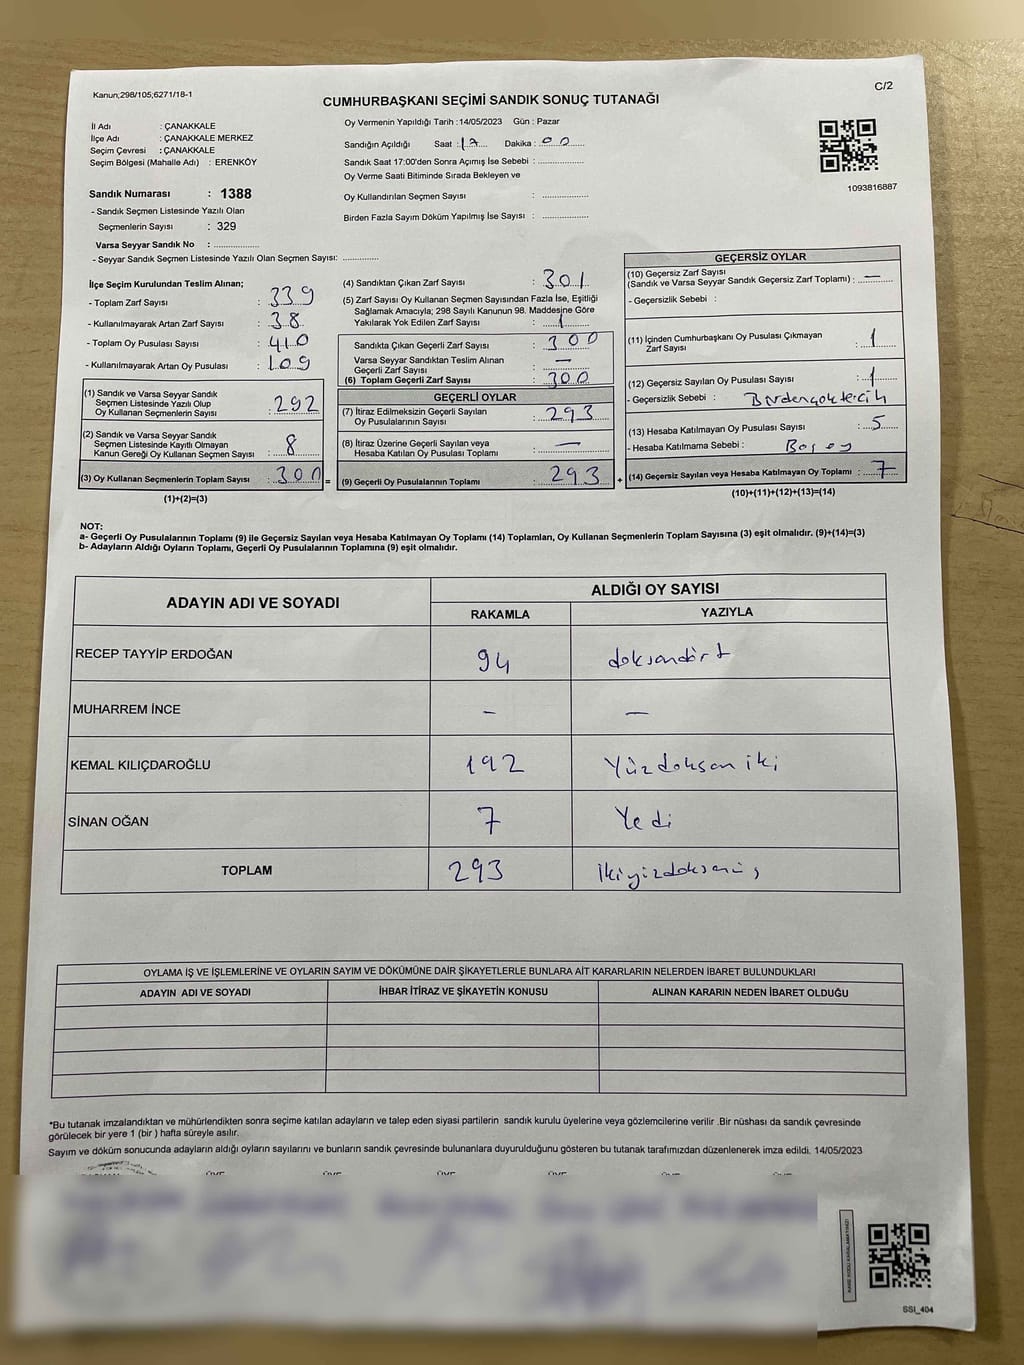 Kanun;298/105;6271/18-1
C/2
CUMHURBAŞKANI SEÇİMİ SANDIK SONUÇ TUTANAĞI
İl Adı : ÇANAKKALE
İlçe Adı : ÇANAKKALE MERKEZ
Seçim Çevresi : ÇANAKKALE
Seçim Bölgesi (Mahalle Adı) : ERENKÖY
Sandık Numarası : 1388
- Sandık Seçmen Listesinde Yazılı Olan
Seçmenlerin Sayısı : 329
Varsa Seyyar Sandık No : ....................
- Seyyar Sandık Seçmen Listesinde Yazılı Olan Seçmen Sayısı: ................
Oy Vermenin Yapıldığı Tarih : 14/05/2023 Gün : Pazar
Sandığın Açıldığı Saat : 17 Dakika : 00
Sandık Saat 17:00'den Sonra Açımış İse Sebebi : ....................
Oy Verme Saati Bitiminde Sırada Bekleyen ve
Oy Kullandırılan Seçmen Sayısı : ....................
Birden Fazla Sayım Döküm Yapılmış İse Sayısı : ....................
1093816887
İlçe Seçim Kurulundan Teslim Alınan;
- Toplam Zarf Sayısı : 339
- Kullanılmayarak Artan Zarf Sayısı : 38
- Toplam Oy Pusulası Sayısı : 410
- Kullanılmayarak Artan Oy Pusulası : 109
(1) Sandık ve Varsa Seyyar Sandık
Seçmen Listesinde Yazılı Olup
Oy Kullanan Seçmenlerin Sayısı : 292
(2) Sandık ve Varsa Seyyar Sandık
Seçmen Listesinde Kayıtlı Olmayan
Kanun Gereği Oy Kullanan Seçmen Sayısı : 8
(3) Oy Kullanan Seçmenlerin Toplam Sayısı : 300 =
(1)+(2)=(3)
(4) Sandıktan Çıkan Zarf Sayısı : 301
(5) Zarf Sayısı Oy Kullanan Seçmen Sayısından Fazla İse, Eşitliği
Sağlamak Amacıyla; 298 Sayılı Kanunun 98. Maddesine Göre
Yakılarak Yok Edilen Zarf Sayısı : 1
Sandıkta Çıkan Geçerli Zarf Sayısı : 300
Varsa Seyyar Sandıktan Teslim Alınan
Geçerli Zarf Sayısı : —
(6) Toplam Geçerli Zarf Sayısı : 300
GEÇERLİ OYLAR
(7) İtiraz Edilmeksizin Geçerli Sayılan
Oy Pusulalarının Sayısı : 293
(8) İtiraz Üzerine Geçerli Sayılan veya
Hesaba Katılan Oy Pusulası Toplamı : —
(9) Geçerli Oy Pusulalarının Toplamı : 293 +
GEÇERSİZ OYLAR
(10) Geçersiz Zarf Sayısı
(Sandık ve Varsa Seyyar Sandık Geçersiz Zarf Toplamı) : —
- Geçersizlik Sebebi :
(11) İçinden Cumhurbaşkanı Oy Pusulası Çıkmayan
Zarf Sayısı : 1
(12) Geçersiz Sayılan Oy Pusulası Sayısı : 1
- Geçersizlik Sebebi : Birdençoktercih
(13) Hesaba Katılmayan Oy Pusulası Sayısı : 5
- Hesaba Katılmama Sebebi : Boş oy
(14) Geçersiz Sayılan veya Hesaba Katılmayan Oy Toplamı : 7
(10)+(11)+(12)+(13)=(14)
NOT:
a- Geçerli Oy Pusulalarının Toplamı (9) ile Geçersiz Sayılan veya Hesaba Katılmayan Oy Toplamı (14) Toplamları, Oy Kullanan Seçmenlerin Toplam Sayısına (3) eşit olmalıdır. (9)+(14)=(3)
b- Adayların Aldığı Oyların Toplamı, Geçerli Oy Pusulalarının Toplamına (9) eşit olmalıdır.
ADAYIN ADI VE SOYADI ALDIĞI OY SAYISI
RAKAMLA YAZIYLA
RECEP TAYYİP ERDOĞAN 94 doksandört
MUHARREM İNCE – —
KEMAL KILIÇDAROĞLU 192 Yüzdoksaniki
SİNAN OĞAN 7 Yedi
TOPLAM 293 İkiyüzdoksanüç
OYLAMA İŞ VE İŞLEMLERİNE VE OYLARIN SAYIM VE DÖKÜMÜNE DAİR ŞİKAYETLERLE BUNLARA AİT KARARLARIN NELERDEN İBARET BULUNDUKLARI
ADAYIN ADI VE SOYADI İHBAR İTİRAZ VE ŞİKAYETİN KONUSU ALINAN KARARIN NEDEN İBARET OLDUĞU
*Bu tutanak imzalandıktan ve mühürlendikten sonra seçime katılan adayların ve talep eden siyasi partilerin sandık kurulu üyelerine veya gözlemcilerine verilir .Bir nüshası da sandık çevresinde
görülecek bir yere 1 (bir ) hafta süreyle asılır.
Sayım ve döküm sonucunda adayların aldığı oyların sayılarını ve bunların sandık çevresinde bulunanlara duyurulduğunu gösteren bu tutanak tarafımızdan düzenlenerek imza edildi. 14/05/2023
SSI_404